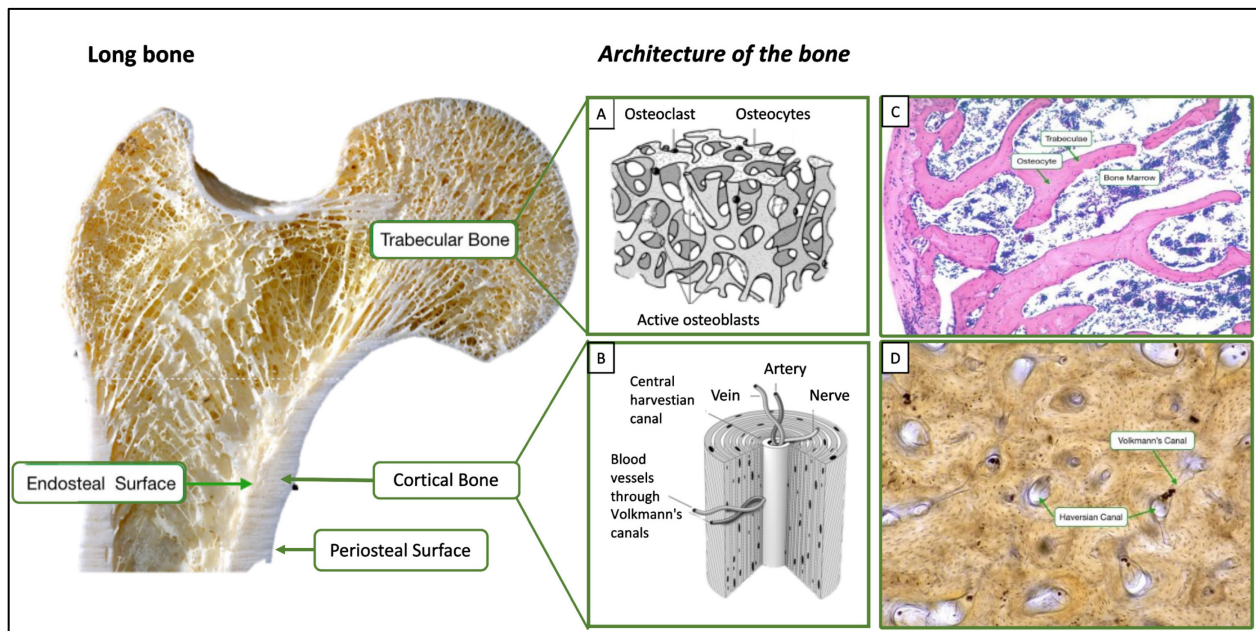 Long bone
Architecture of the bone
Trabecular Bone
Endosteal Surface
Cortical Bone
Periosteal Surface
A
Osteoclast
Osteocytes
Active osteoblasts
B
Central
harvestian
canal
Vein
Artery
Nerve
Blood
vessels
through
Volkmann's
canals
C
Trabeculae
Osteocyte
Bone Marrow
D
Volkmann's Canal
Haversian Canal